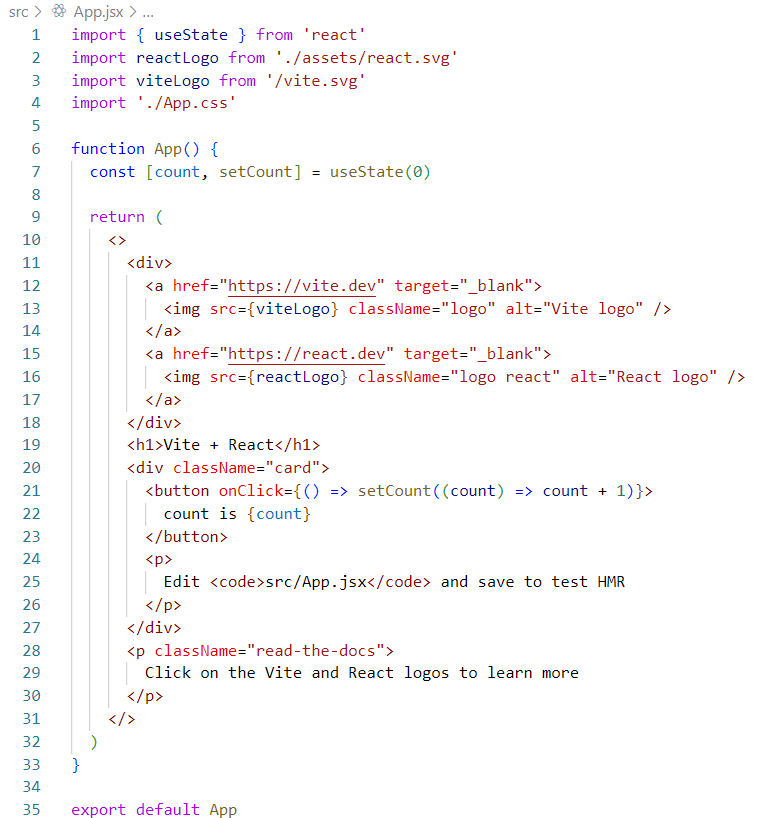 src > App.jsx > ...
1 import { useState } from 'react'
2 import reactLogo from './assets/react.svg'
3 import viteLogo from '/vite.svg'
4 import './App.css'
5
6 function App() {
7   const [count, setCount] = useState(0)
8
9   return (
10     <>
11       <div>
12         <a href="https://vite.dev" target="_blank">
13           <img src={viteLogo} className="logo" alt="Vite logo" />
14         </a>
15         <a href="https://react.dev" target="_blank">
16           <img src={reactLogo} className="logo react" alt="React logo" />
17         </a>
18       </div>
19       <h1>Vite + React</h1>
20       <div className="card">
21         <button onClick={() => setCount((count) => count + 1)}>
22           count is {count}
23         </button>
24         <p>
25           Edit <code>src/App.jsx</code> and save to test HMR
26         </p>
27       </div>
28       <p className="read-the-docs">
29         Click on the Vite and React logos to learn more
30       </p>
31     </>
32   )
33 }
34
35 export default App